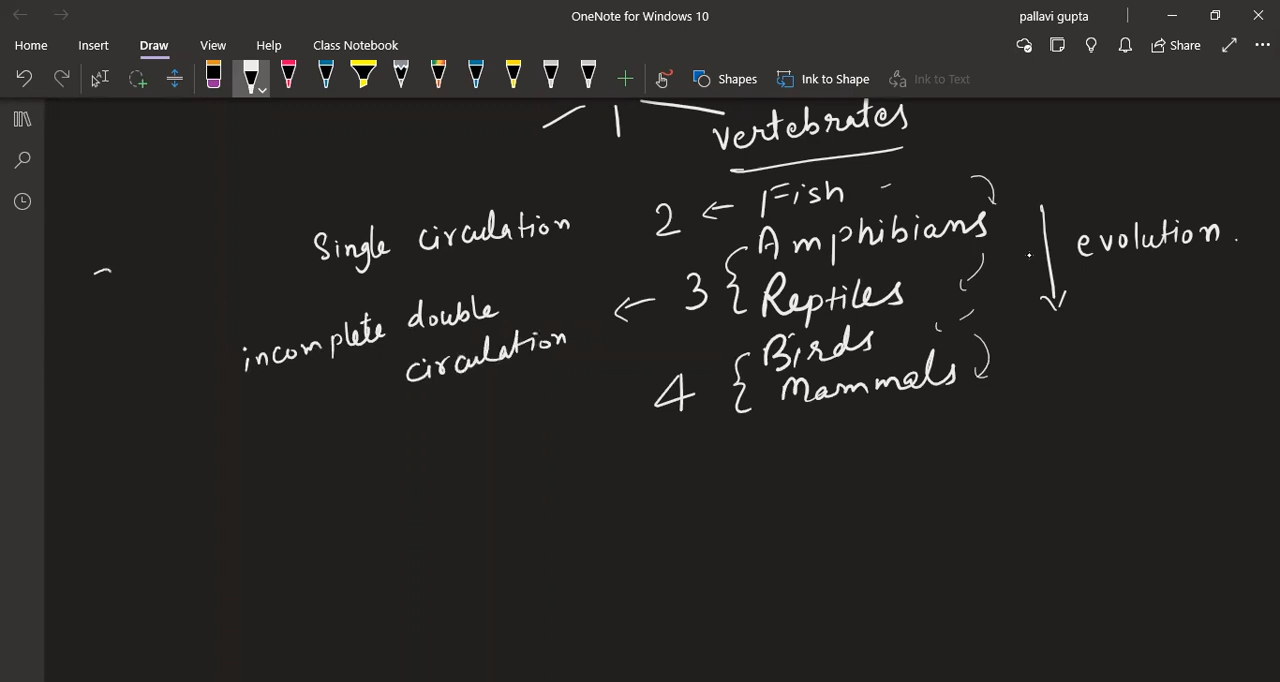 OneNote for Windows 10
pallavi gupta
Home Insert Draw View Help Class Notebook
Share
Shapes Ink to Shape Ink to Text
vertebrates
Single circulation 2 ← Fish
Amphibians
evolution.
incomplete double
circulation ← 3 { Reptiles
Birds
4 { Mammals